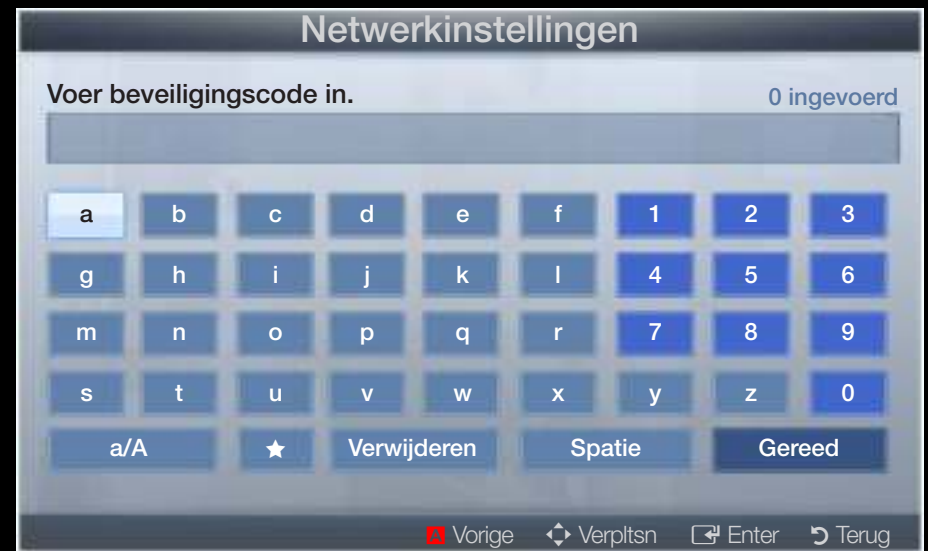 Netwerkinstellingen
Voer beveiligingscode in. 0 ingevoerd
a b c d e f 1 2 3
g h i j k l 4 5 6
m n o p q r 7 8 9
s t u v w x y z 0
a/A ★ Verwijderen Spatie Gereed
A Vorige Verpltsn Enter Terug